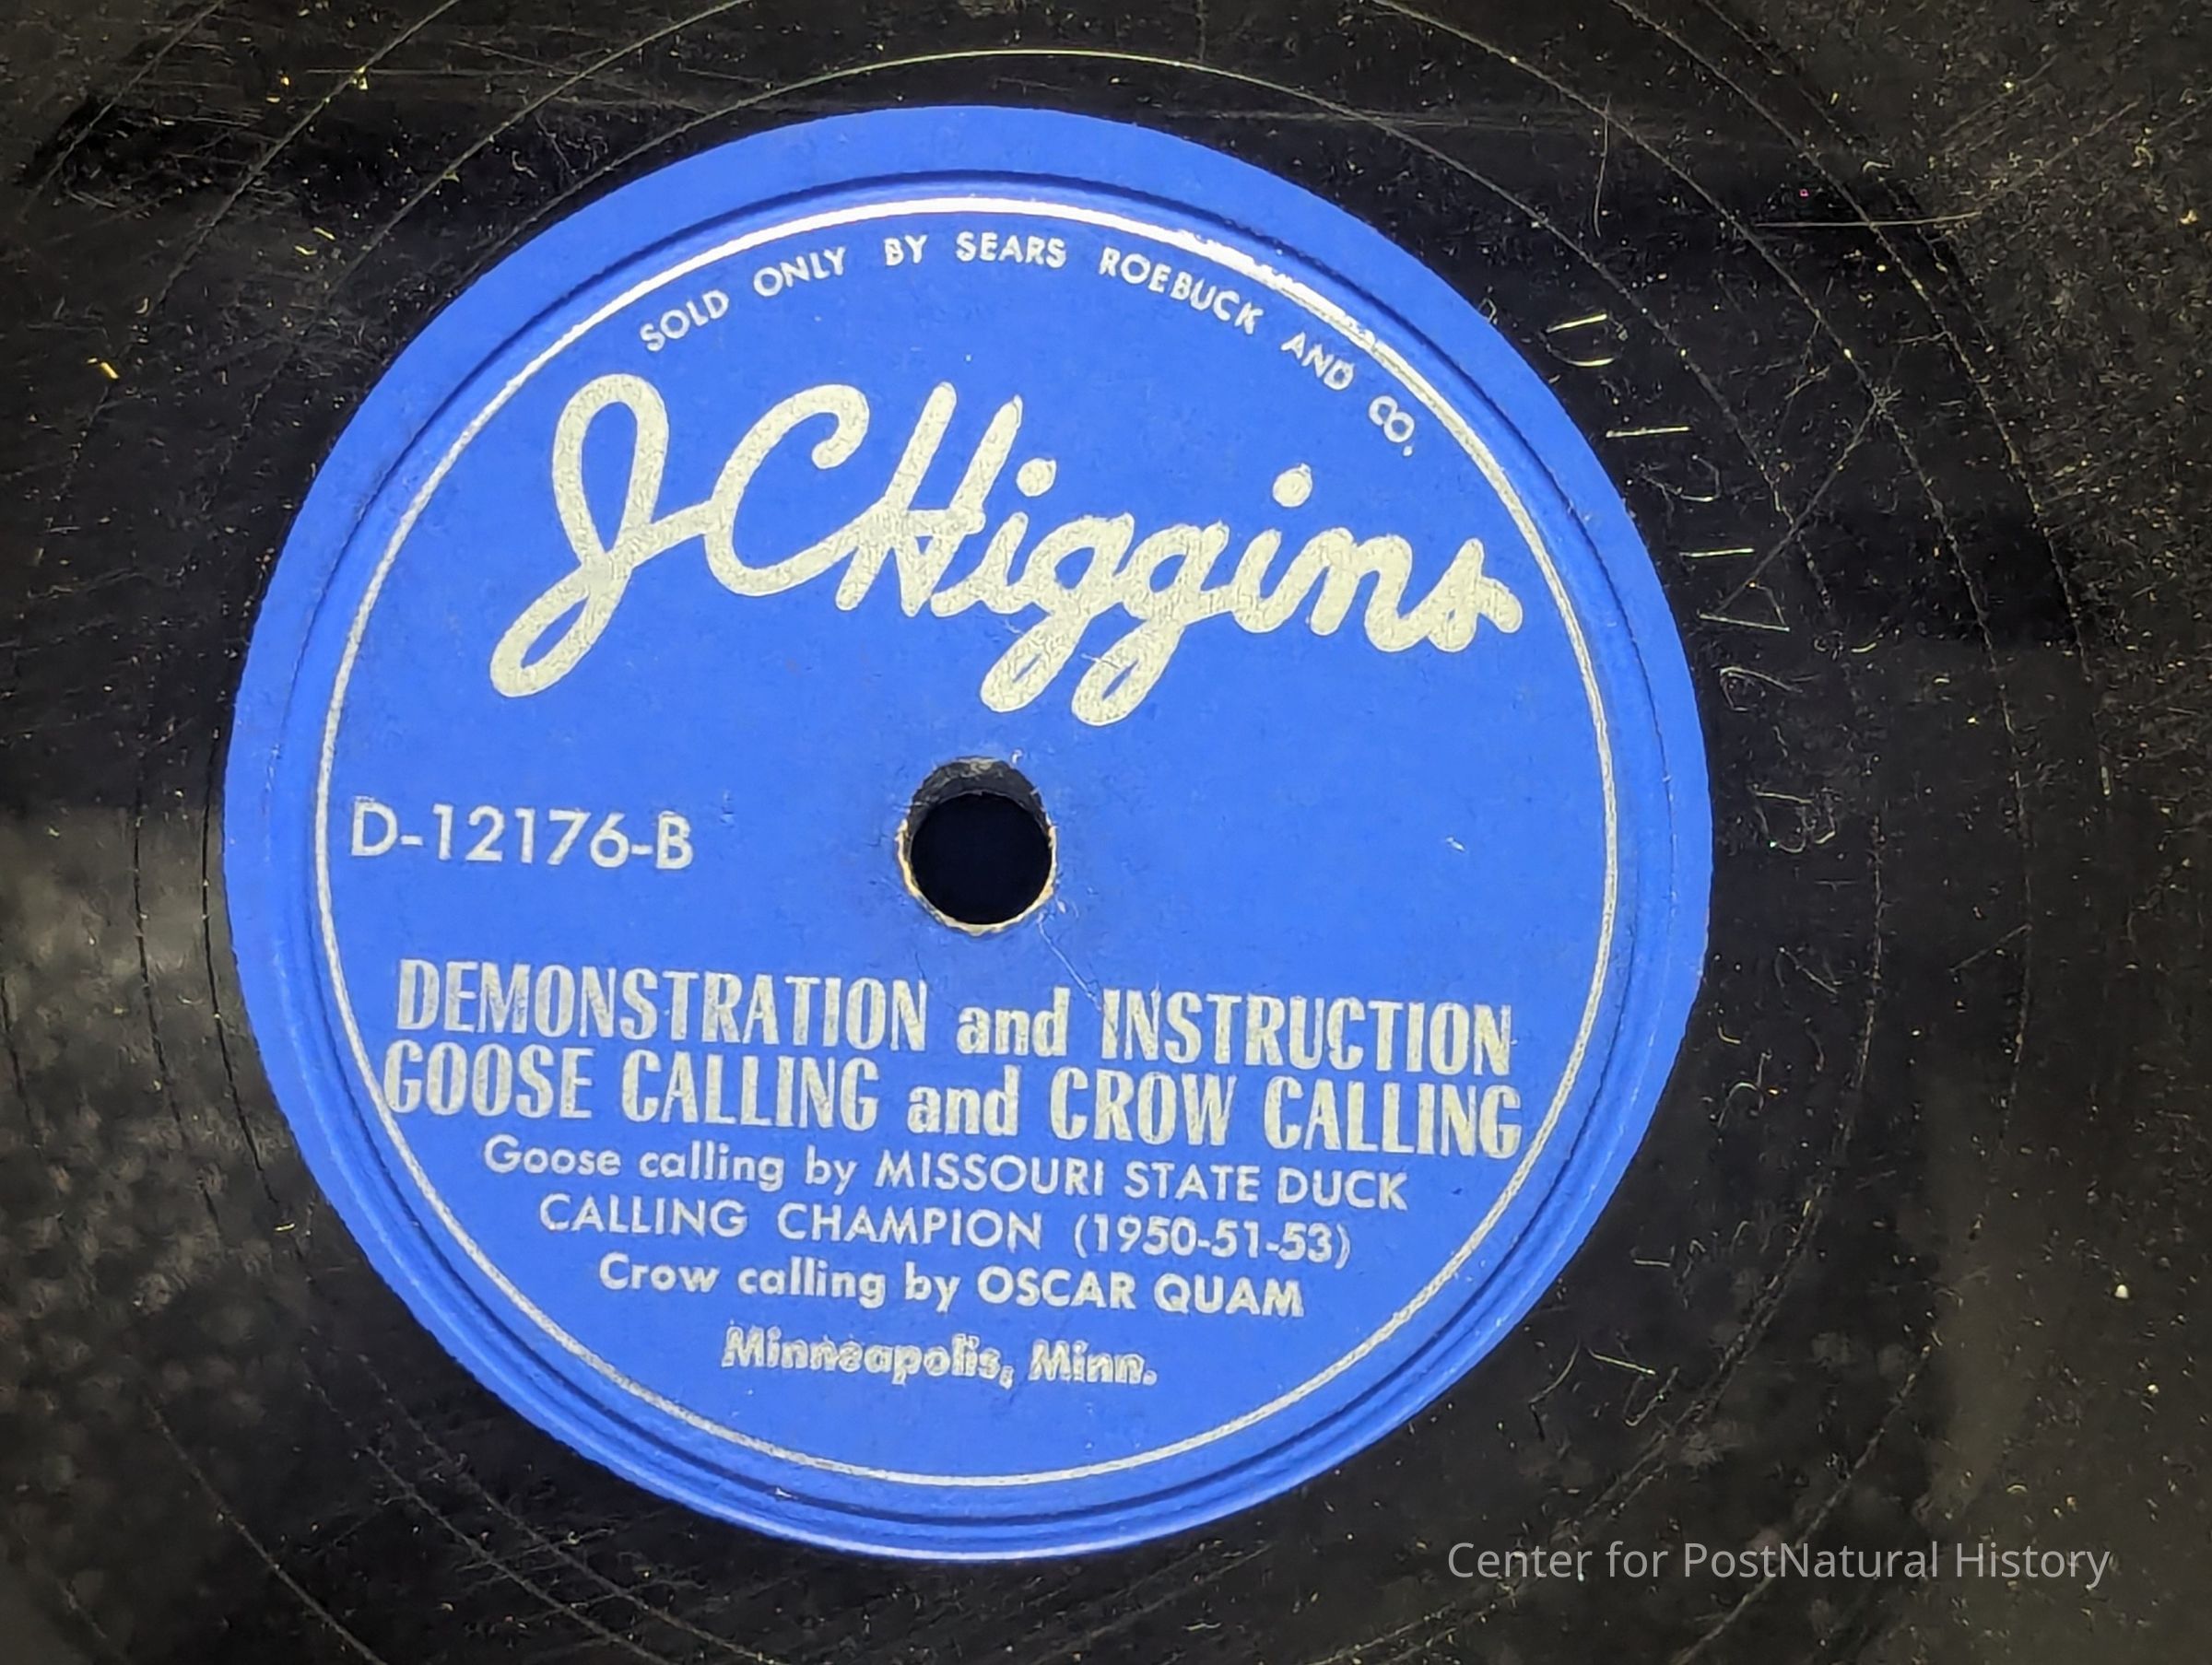 SOLD ONLY BY SEARS ROEBUCK AND CO.
JC Higgins
D-12176-B
DEMONSTRATION and INSTRUCTION
GOOSE CALLING and CROW CALLING
Goose calling by MISSOURI STATE DUCK
CALLING CHAMPION (1950-51-53)
Crow calling by OSCAR QUAM
Minneapolis, Minn.
Center for PostNatural History